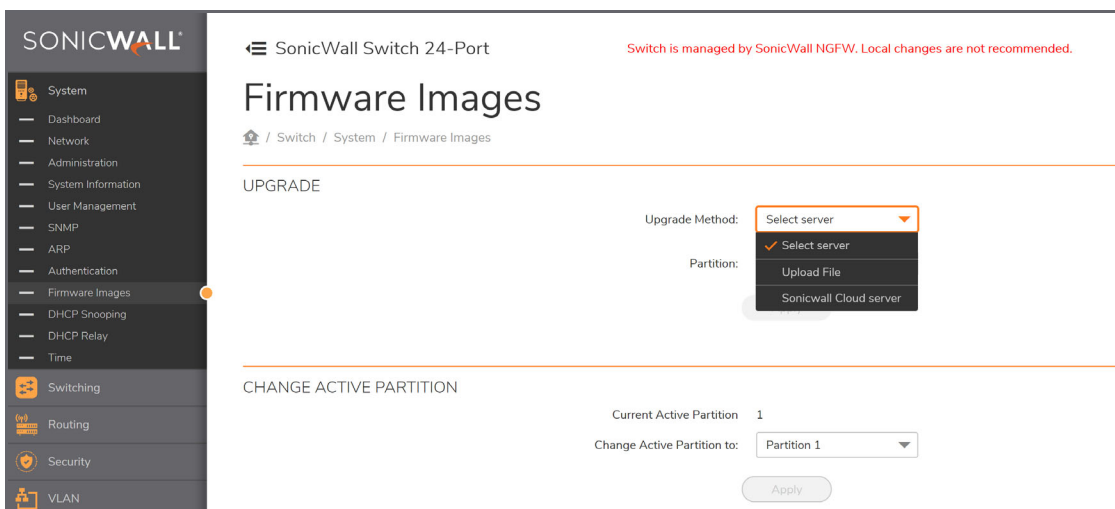 SONICWALL®
System
Dashboard
Network
Administration
System Information
User Management
SNMP
ARP
Authentication
Firmware Images
DHCP Snooping
DHCP Relay
Time
Switching
Routing
Security
VLAN
SonicWall Switch 24-Port
Switch is managed by SonicWall NGFW. Local changes are not recommended.
Firmware Images
/ Switch / System / Firmware Images
UPGRADE
Upgrade Method: Select server
Select server
Partition:
Upload File
Sonicwall Cloud server
CHANGE ACTIVE PARTITION
Current Active Partition 1
Change Active Partition to: Partition 1
Apply